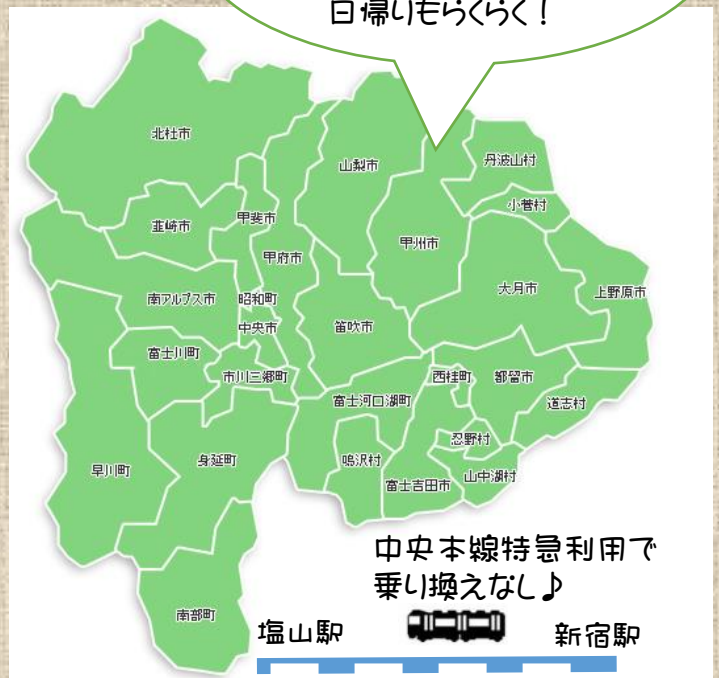 日帰りもらくらく！
北杜市
山梨市
丹波山村
小菅村
韮崎市
甲斐市
甲府市
甲州市
大月市
上野原市
南アルプス市
昭和町
中央市
笛吹市
富士川町
市川三郷町
西桂町
都留市
富士河口湖町
道志村
忍野村
早川町
身延町
鳴沢村
富士吉田市
山中湖村
中央本線特急利用で
乗り換えなし♪
南部町
塩山駅
新宿駅